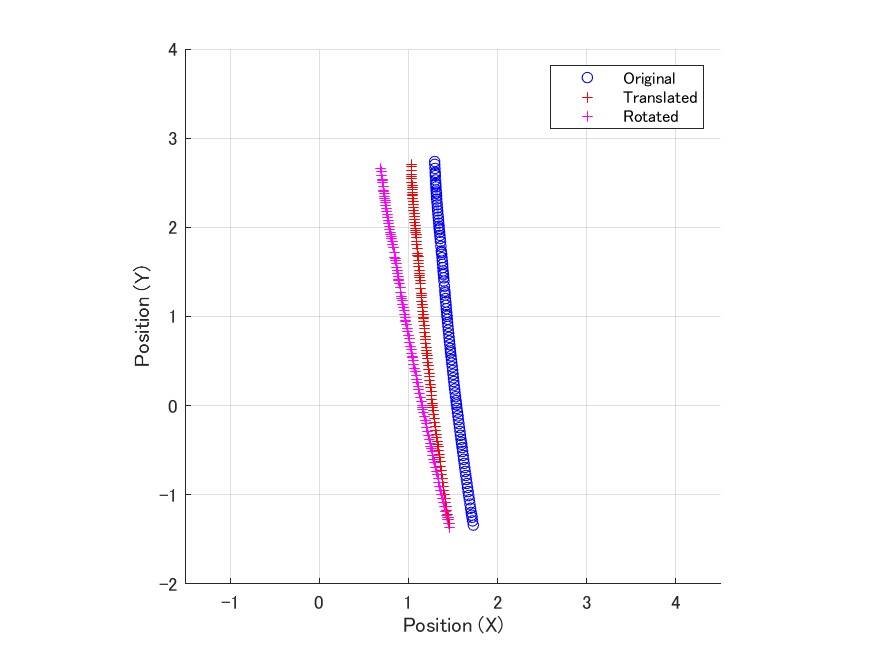 4
3
2
1
0
−1
−2
−1
0
1
2
3
4
Position (X)
Position (Y)
Original
Translated
Rotated